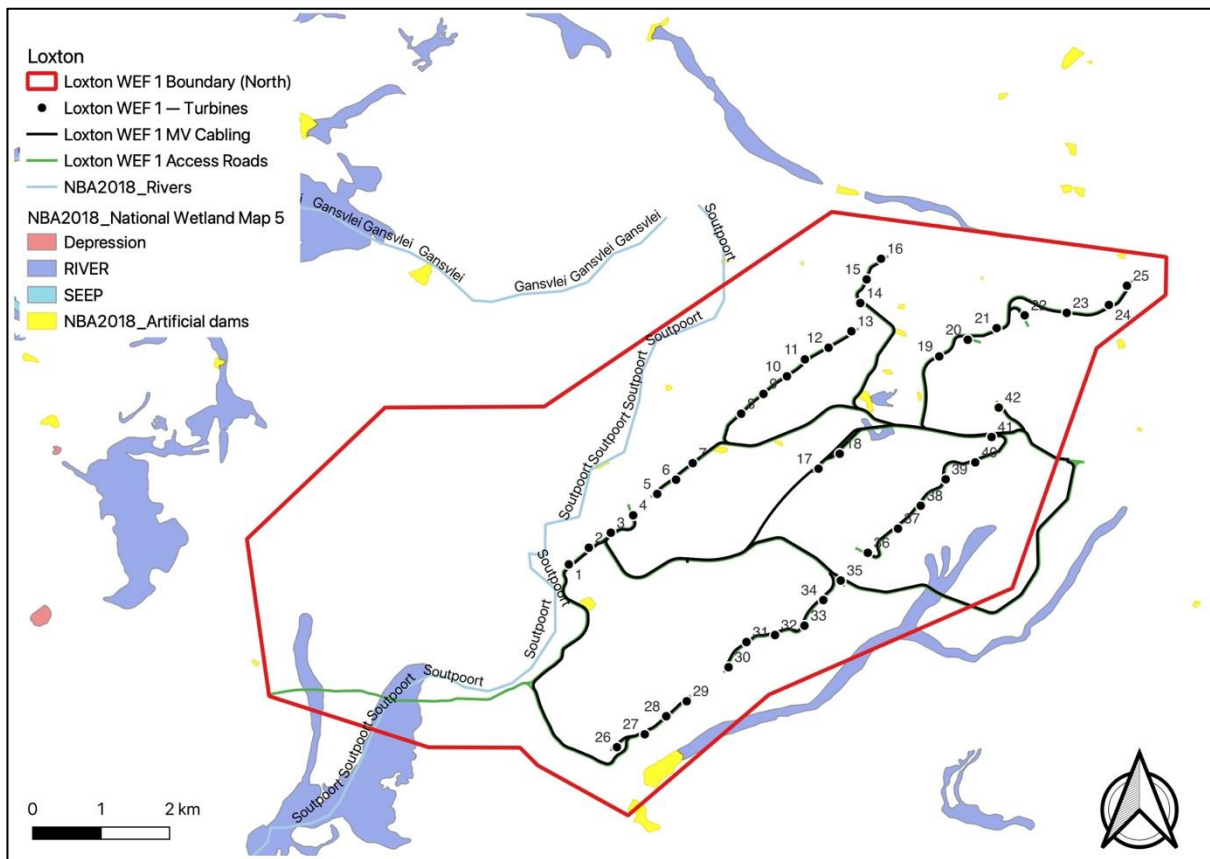 Loxton
Loxton WEF 1 Boundary (North)
Loxton WEF 1 — Turbines
Loxton WEF 1 MV Cabling
Loxton WEF 1 Access Roads
NBA2018_Rivers
NBA2018_National Wetland Map 5
Depression
RIVER
SEEP
NBA2018_Artificial dams
Gansvlei Gansvlei
Gansvlei
Gansvlei Gansvlei Gansvlei
Soutpoort
Soutpoort
Soutpoort
Soutpoort
Soutpoort
Soutpoort
Soutpoort
Soutpoort
Soutpoort
Soutpoort
Soutpoort
16
15
14
13
12
11
10
9
8
7
6
5
4
3
2
1
25
24
23
22
21
20
19
18
17
42
41
40
39
38
37
36
35
34
33
32
31
30
29
28
27
26
0 1 2 km